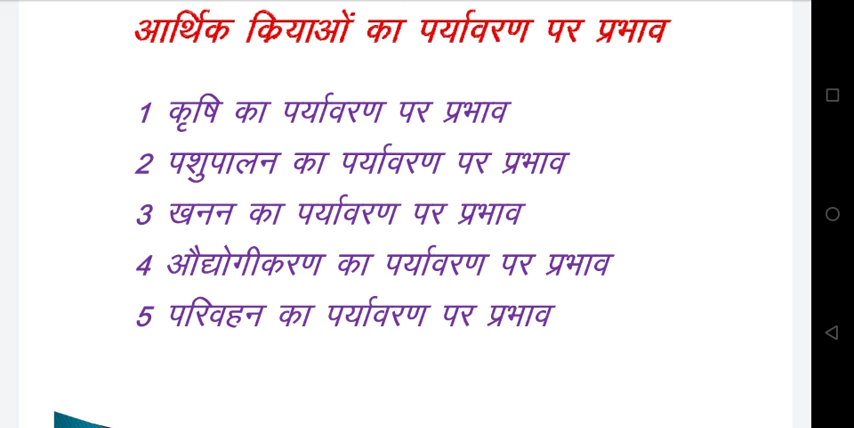 आर्थिक क्रियाओं का पर्यावरण पर प्रभाव
1 कृषि का पर्यावरण पर प्रभाव
2 पशुपालन का पर्यावरण पर प्रभाव
3 खनन का पर्यावरण पर प्रभाव
4 औद्योगीकरण का पर्यावरण पर प्रभाव
5 परिवहन का पर्यावरण पर प्रभाव